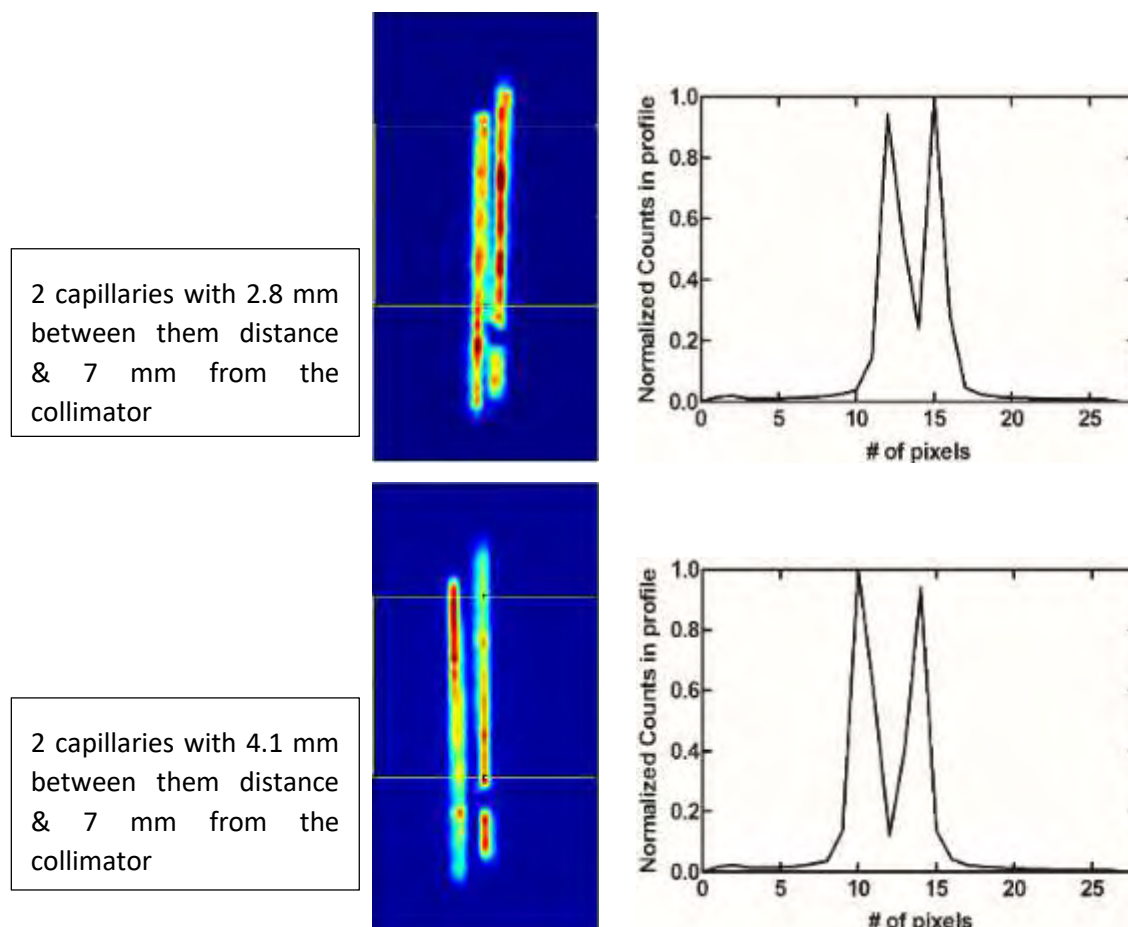 2 capillaries with 2.8 mm
between them distance
& 7 mm from the
collimator
Normalized Counts in profile
1.0
0.8
0.6
0.4
0.2
0.0
0 5 10 15 20 25
# of pixels
2 capillaries with 4.1 mm
between them distance
& 7 mm from the
collimator
Normalized Counts in profile
1.0
0.8
0.6
0.4
0.2
0.0
0 5 10 15 20 25
# of pixels